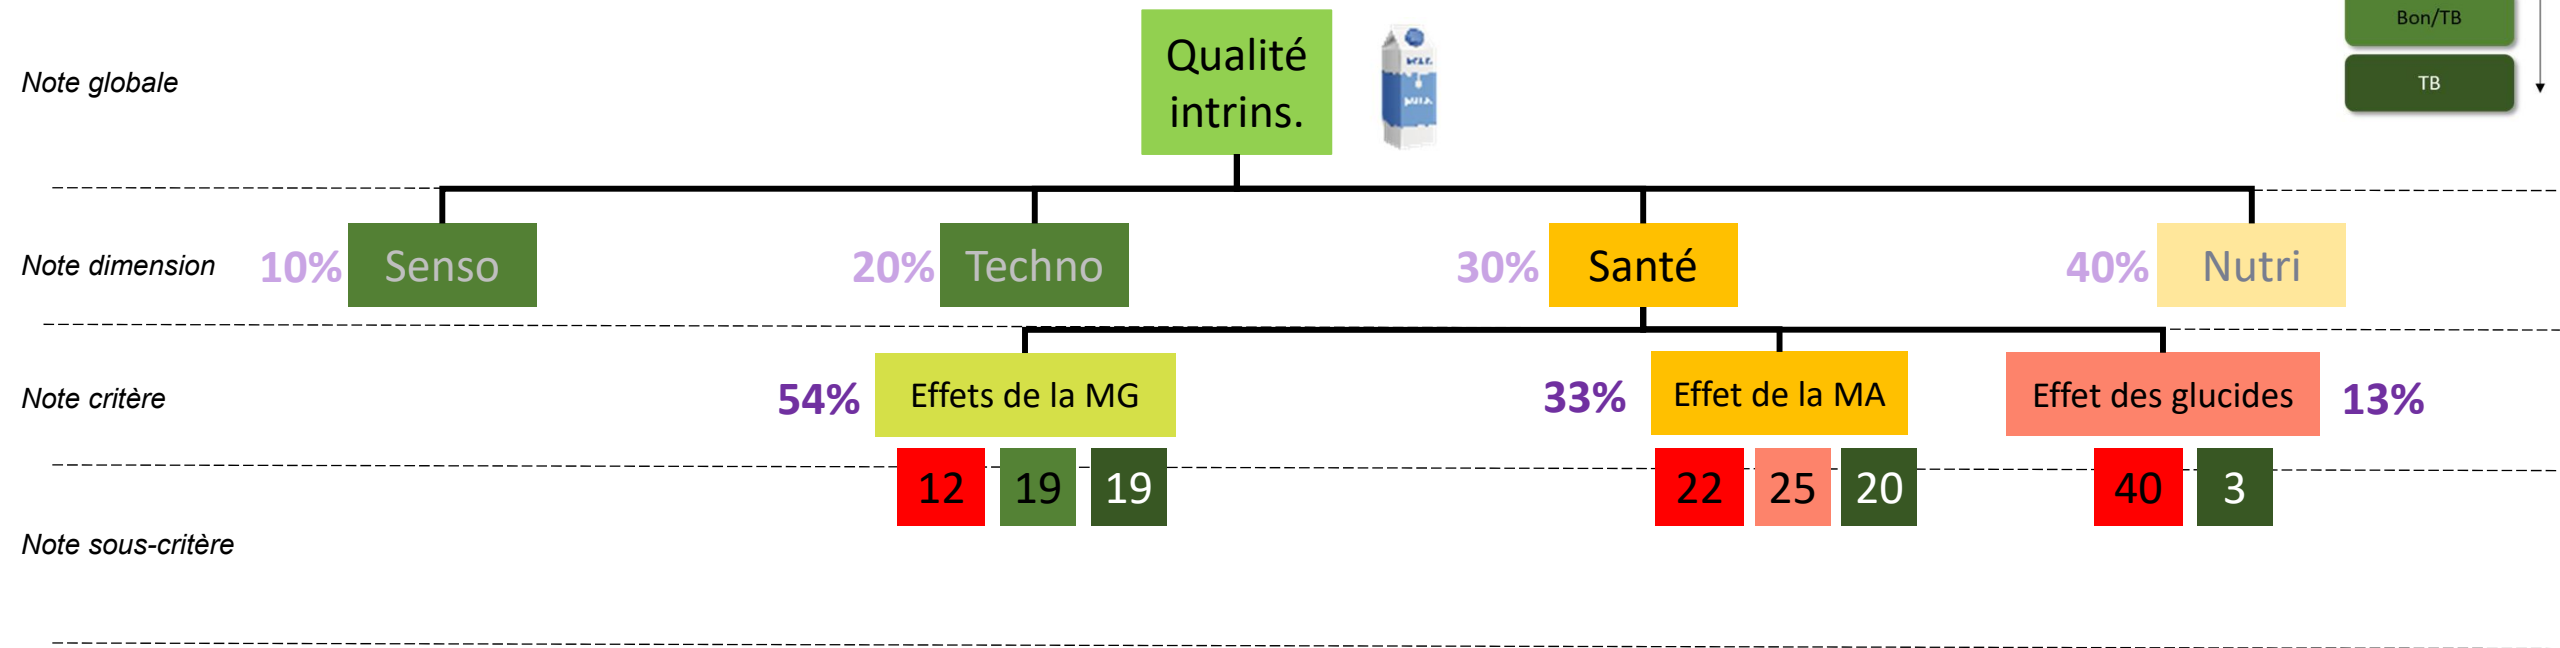 Bon/TB
TB
Note globale
Qualité
intrins.
MILK
Note dimension
10%
Senso
20%
Techno
30%
Santé
40%
Nutri
Note critère
54%
Effets de la MG
33%
Effet de la MA
Effet des glucides
13%
12
19
19
22
25
20
40
3
Note sous-critère